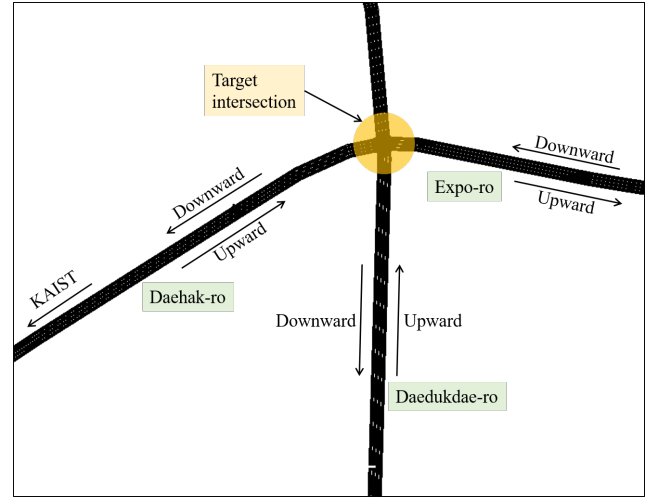 Target
intersection
Downward
Expo-ro
Upward
Downward
Upward
KAIST
Daehak-ro
Downward
Upward
Daedukdae-ro